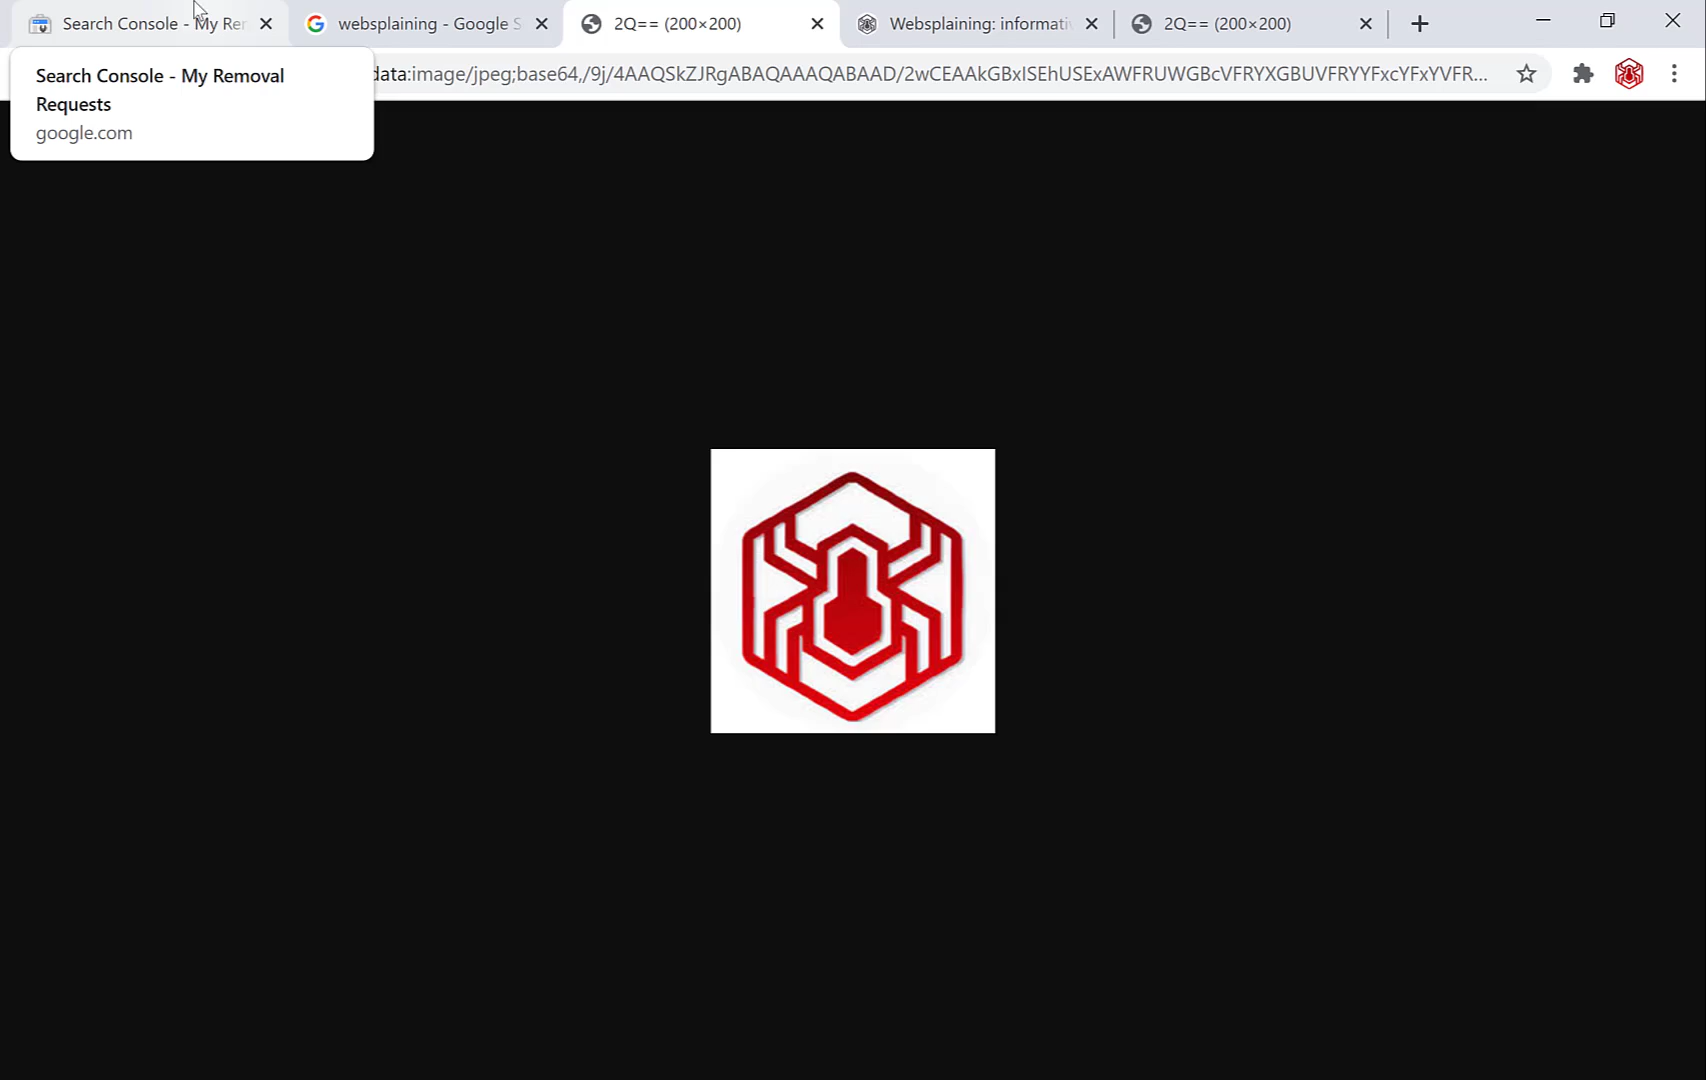 Search Console - My Rer
websplaining - Google S
2Q== (200×200)
Websplaining: informativ
2Q== (200×200)
Search Console - My Removal
Requests
google.com
data:image/jpeg;base64,/9j/4AAQSkZJRgABAQAAAQABAAD/2wCEAAkGBxISEhUSExAWFRUWGBcVFRYXGBUVFRYYFxcYFxYVFR...